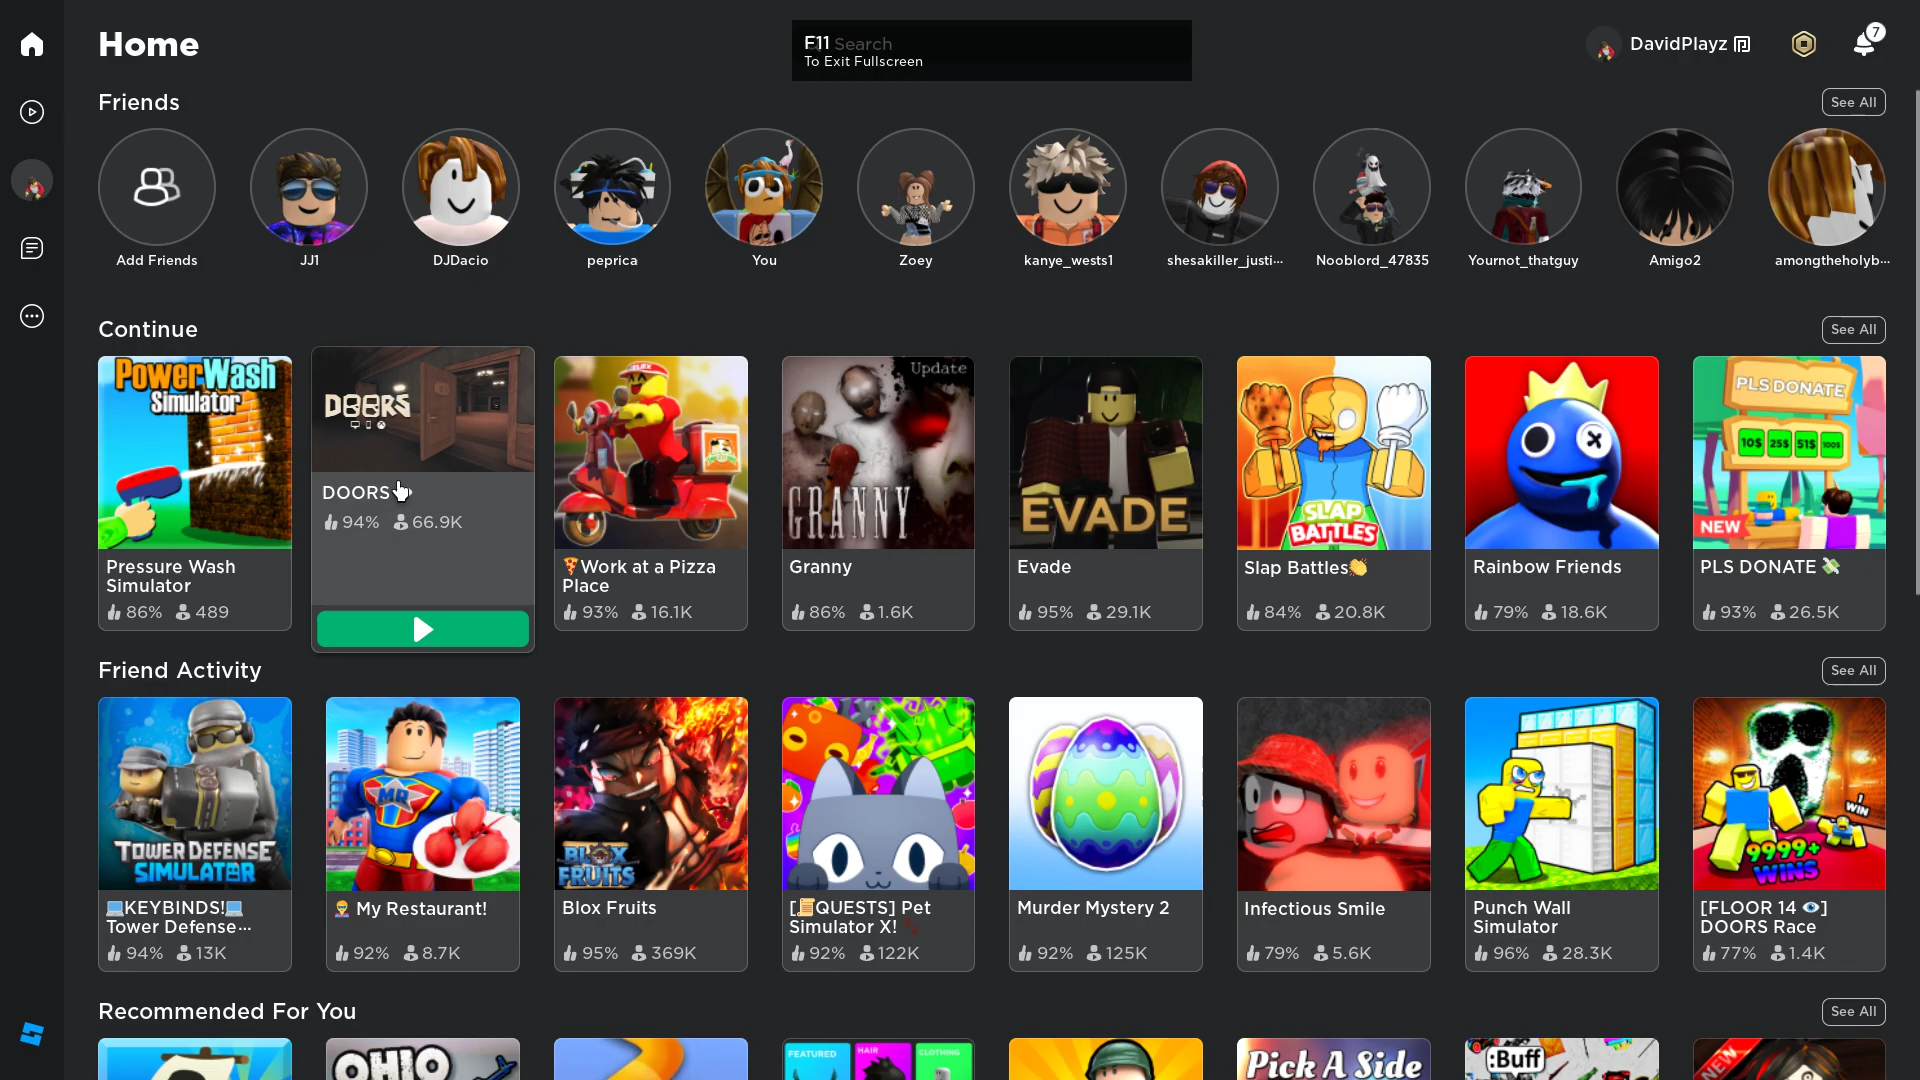 Home
F11 Search
To Exit Fullscreen
DavidPlayz
7
Friends
See All
Add Friends
JJ1
DJDacio
peprica
You
Zoey
kanye_wests1
shesakiller_justi...
Nooblord_47835
Yournot_thatguy
Amigo2
amongtheholyb...
Continue
See All
PowerWash
Simulator
DOORS
Update
GRANNY
EVADE
SLAP
BATTLES
PLS DONATE
10$ 25$ 51$ 100$
NEW
Pressure Wash
Simulator
86% 489
DOORS
94% 66.9K
🍕Work at a Pizza
Place
93% 16.1K
Granny
86% 1.6K
Evade
95% 29.1K
Slap Battles👏
84% 20.8K
Rainbow Friends
79% 18.6K
PLS DONATE 💸
93% 26.5K
Friend Activity
See All
TOWER DEFENSE
SIMULATOR
MR
BLOX
FRUITS
1 WIN
9999+
WINS
💻KEYBINDS!💻
Tower Defense...
94% 13K
My Restaurant!
92% 8.7K
Blox Fruits
95% 369K
[📜QUESTS] Pet
Simulator X!
92% 122K
Murder Mystery 2
92% 125K
Infectious Smile
79% 5.6K
Punch Wall
Simulator
96% 28.3K
[FLOOR 14 👁️]
DOORS Race
77% 1.4K
Recommended For You
See All
OHIO
FEATURED
HAIR
CLOTHING
Pick A Side
:Buff
NEW